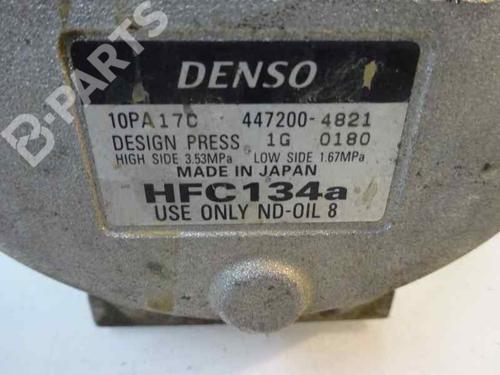 B-PARTS
DENSO
10PA17C 447200-4821
DESIGN PRESS 1G 0180
HIGH SIDE 3.53MPa LOW SIDE 1.67MPa
MADE IN JAPAN
HFC134a
USE ONLY ND-OIL 8